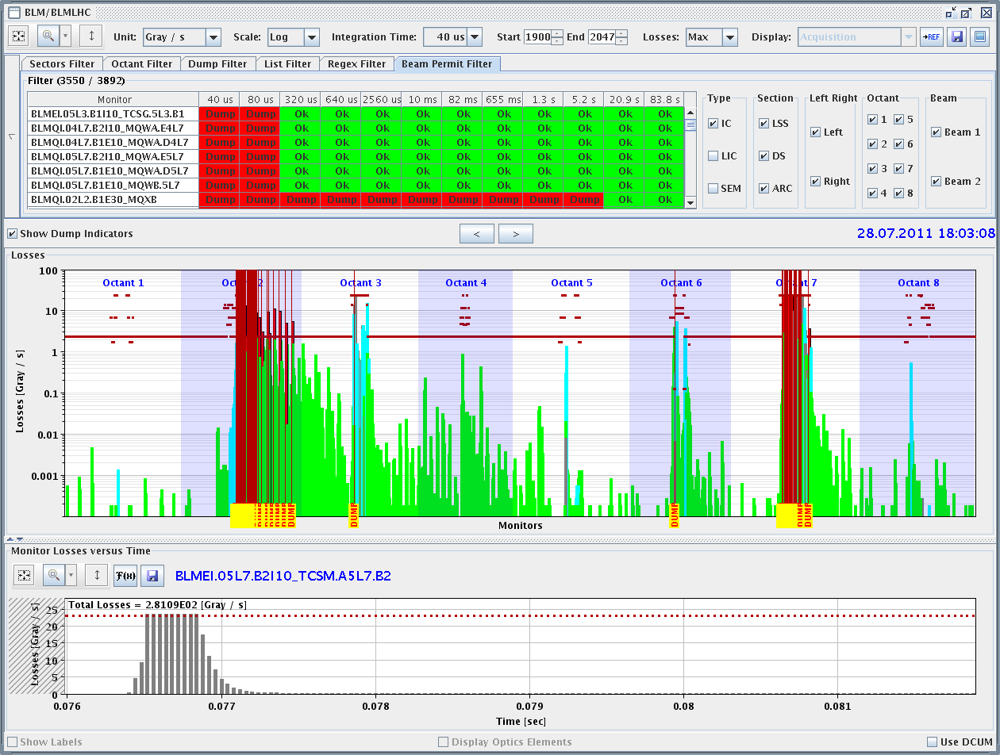 BLM/BLMLHC
Unit: Gray / s Scale: Log Integration Time: 40 us Start 1900 End 2047 Losses: Max Display: Acquisition →REF
Sectors Filter Octant Filter Dump Filter List Filter Regex Filter Beam Permit Filter
Filter (3550 / 3892)
Monitor 40 us 80 us 320 us 640 us 2560 us 10 ms 82 ms 655 ms 1.3 s 5.2 s 20.9 s 83.8 s
BLMEI.05L3.B1I10_TCSG.5L3.B1 Dump Dump Ok Ok Ok Ok Ok Ok Ok Ok Ok Ok
BLMQI.04L7.B2I10_MQWA.E4L7 Dump Dump Ok Ok Ok Ok Ok Ok Ok Ok Ok Ok
BLMQI.04L7.B1E10_MQWA.D4L7 Dump Dump Ok Ok Ok Ok Ok Ok Ok Ok Ok Ok
BLMQI.05L7.B2I10_MQWA.E5L7 Dump Dump Ok Ok Ok Ok Ok Ok Ok Ok Ok Ok
BLMQI.05L7.B1E10_MQWA.D5L7 Dump Dump Ok Ok Ok Ok Ok Ok Ok Ok Ok Ok
BLMQI.05L7.B1E10_MQWB.5L7 Dump Dump Ok Ok Ok Ok Ok Ok Ok Ok Ok Ok
BLMQI.02L2.B1E30_MQXB Dump Dump Dump Dump Dump Dump Dump Dump Dump Dump Ok Ok
Type
IC
LIC
SEM
Section
LSS
DS
ARC
Left Right
Left
Right
Octant
1 5
2 6
3 7
4 8
Beam
Beam 1
Beam 2
Show Dump Indicators < > 28.07.2011 18:03:08
Losses
Octant 1 Oct 2 Octant 3 Octant 4 Octant 5 Octant 6 O nt 7 Octant 8
100
10
1
0.1
0.01
0.001
Losses [Gray / s]
DUMP DUMP DUMP DUMP DUMP DUMP DUMP DUMP DUMP DUMP
Monitors
Monitor Losses versus Time
F(x) BLMEI.05L7.B2I10_TCSM.A5L7.B2
Total Losses = 2.8109E02 [Gray / s]
25
20
15
10
5
0
Losses [Gray / s]
0.076 0.077 0.078 0.079 0.08 0.081
Time [sec]
Show Labels Display Optics Elements Use DCUM